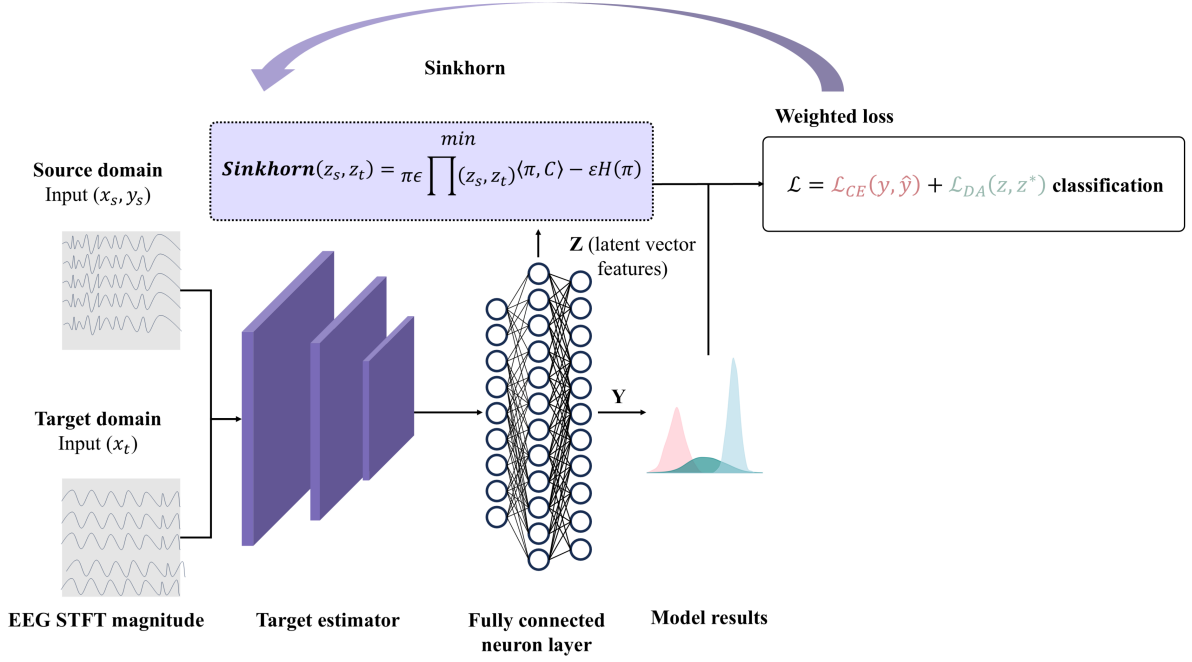 Sinkhorn
Weighted loss
min
Sinkhorn(z_s, z_t) = πϵ ∏(z_s, z_t)⟨π, C⟩ − εH(π)
ℒ = ℒ_CE(y, ŷ) + ℒ_DA(z, z*) classification
Source domain
Input (x_s, y_s)
Z (latent vector
features)
Target domain
Input (x_t)
Y
EEG STFT magnitude
Target estimator
Fully connected
neuron layer
Model results